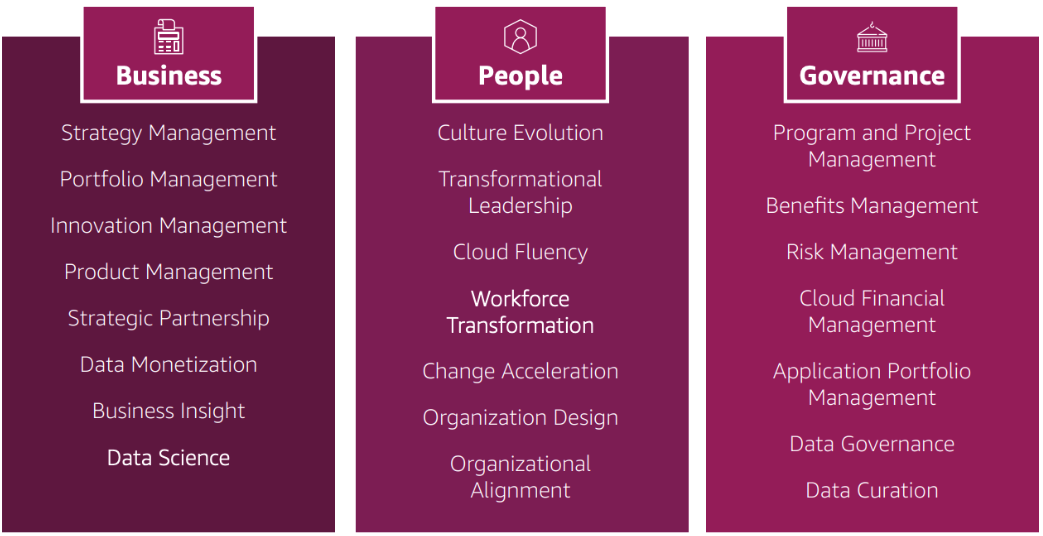 Business
Strategy Management
Portfolio Management
Innovation Management
Product Management
Strategic Partnership
Data Monetization
Business Insight
Data Science
People
Culture Evolution
Transformational
Leadership
Cloud Fluency
Workforce
Transformation
Change Acceleration
Organization Design
Organizational
Alignment
Governance
Program and Project
Management
Benefits Management
Risk Management
Cloud Financial
Management
Application Portfolio
Management
Data Governance
Data Curation